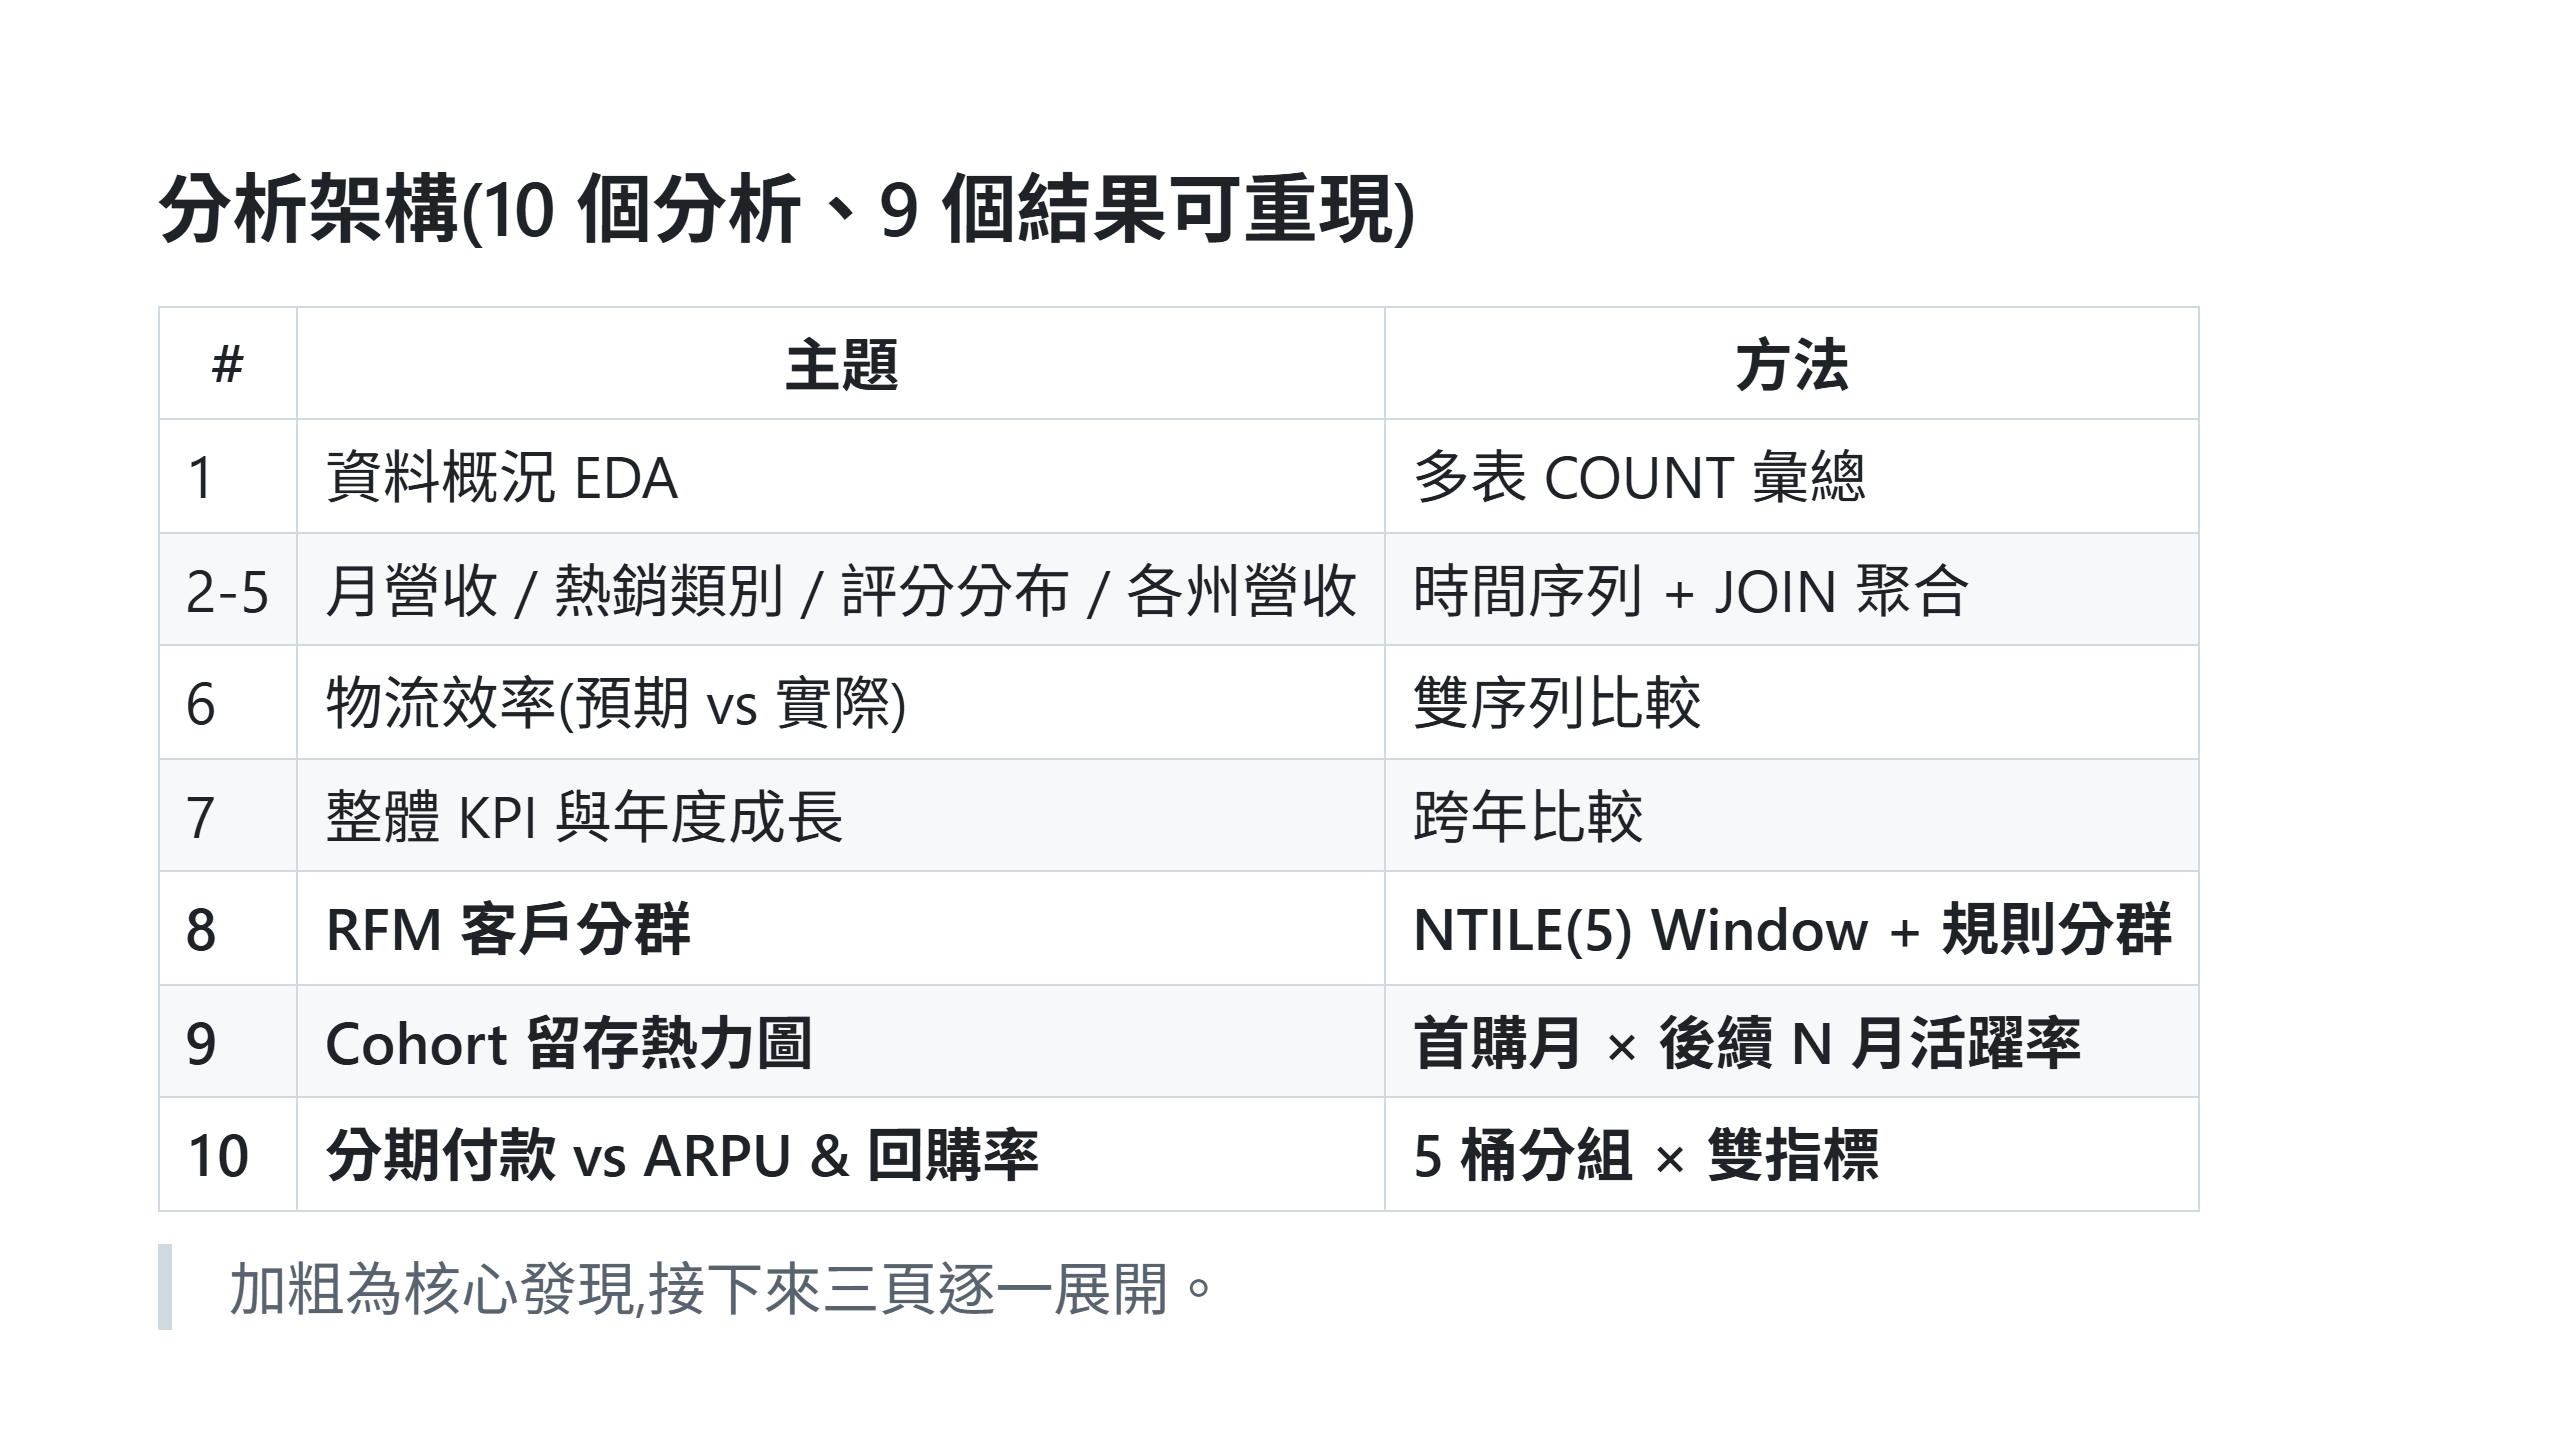 分析架構(10 個分析、9 個結果可重現)
# 主題 方法
1 資料概況 EDA 多表 COUNT 彙總
2-5 月營收 / 熱銷類別 / 評分分布 / 各州營收 時間序列 + JOIN 聚合
6 物流效率(預期 vs 實際) 雙序列比較
7 整體 KPI 與年度成長 跨年比較
8 RFM 客戶分群 NTILE(5) Window + 規則分群
9 Cohort 留存熱力圖 首購月 × 後續 N 月活躍率
10 分期付款 vs ARPU & 回購率 5 桶分組 × 雙指標
加粗為核心發現,接下來三頁逐一展開。